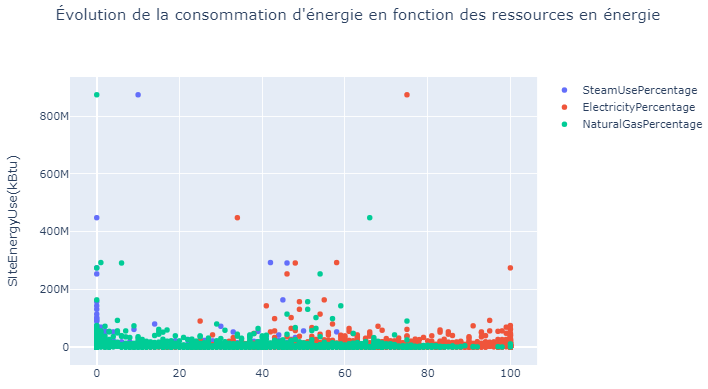 Évolution de la consommation d'énergie en fonction des ressources en énergie
SteamUsePercentage
ElectricityPercentage
NaturalGasPercentage
SiteEnergyUse(kBtu)
800M
600M
400M
200M
0
0
20
40
60
80
100